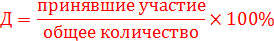 Д = принявшие участие / общее количество × 100%